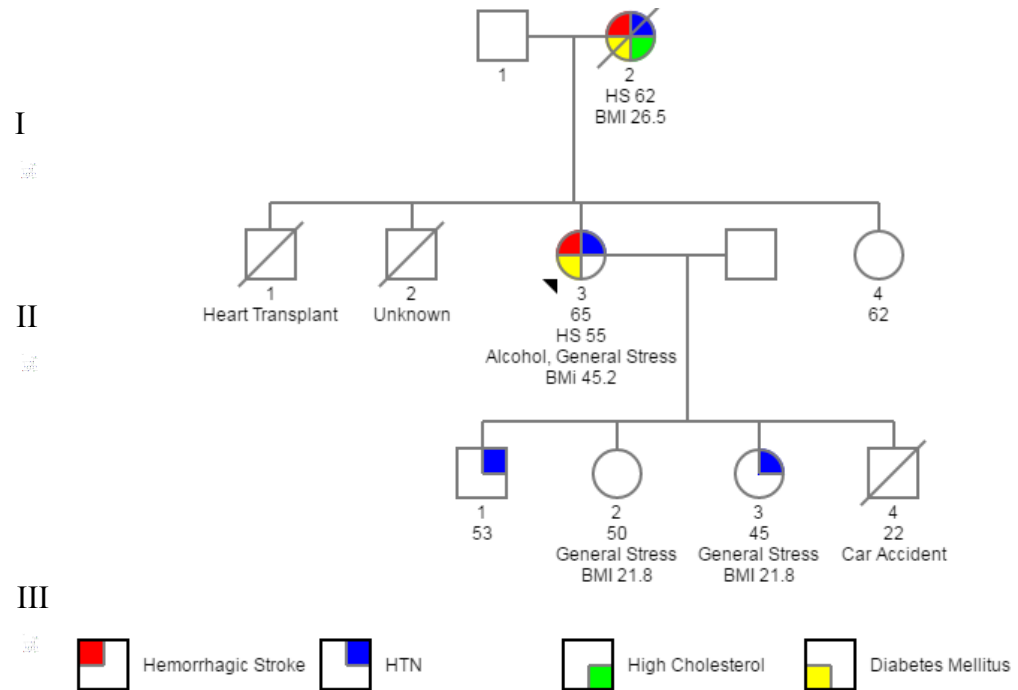 1
2
HS 62
BMI 26.5
I
1
Heart Transplant
2
Unknown
3
65
HS 55
Alcohol, General Stress
BMi 45.2
4
62
II
1
53
2
50
General Stress
BMI 21.8
3
45
General Stress
BMI 21.8
4
22
Car Accident
III
Hemorrhagic Stroke
HTN
High Cholesterol
Diabetes Mellitus